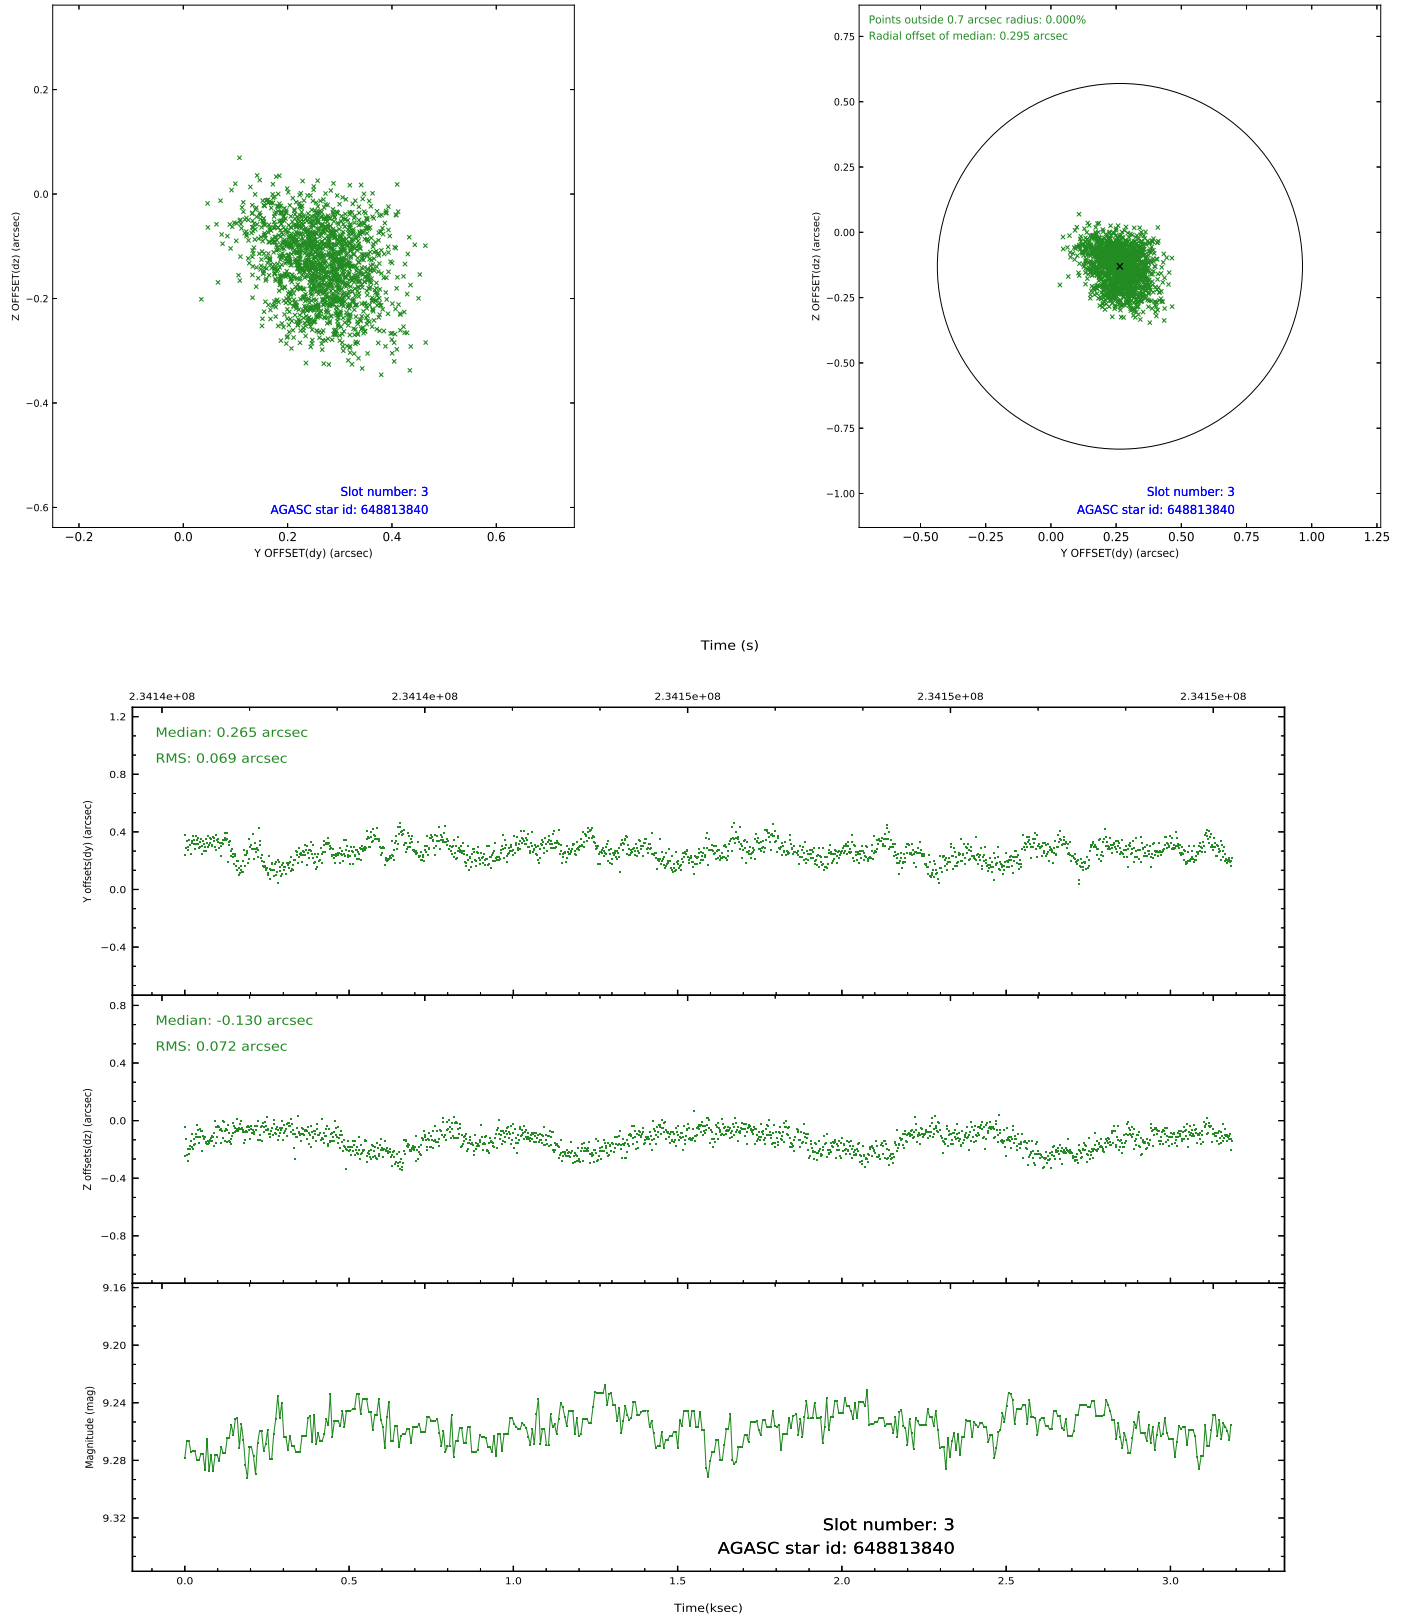 0.2
0.0
−0.2
−0.4
−0.6
Z OFFSET(dz) (arcsec)
Slot number: 3
AGASC star id: 648813840
−0.2 0.0 0.2 0.4 0.6
Y OFFSET(dy) (arcsec)
Points outside 0.7 arcsec radius: 0.000%
Radial offset of median: 0.295 arcsec
0.75
0.50
0.25
0.00
−0.25
−0.50
−0.75
−1.00
Z OFFSET(dz) (arcsec)
Slot number: 3
AGASC star id: 648813840
−0.50 −0.25 0.00 0.25 0.50 0.75 1.00 1.25
Y OFFSET(dy) (arcsec)
Time (s)
2.3414e+08 2.3414e+08 2.3415e+08 2.3415e+08 2.3415e+08
Median: 0.265 arcsec
RMS: 0.069 arcsec
1.2
0.8
0.4
0.0
−0.4
Y offsets(dy) (arcsec)
Median: -0.130 arcsec
RMS: 0.072 arcsec
0.8
0.4
0.0
−0.4
−0.8
Z offsets(dz) (arcsec)
9.16
9.20
9.24
9.28
9.32
Magnitude (mag)
Slot number: 3
AGASC star id: 648813840
0.0 0.5 1.0 1.5 2.0 2.5 3.0
Time(ksec)